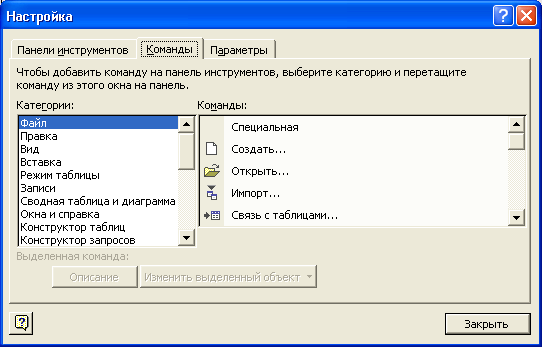 Настройка
Панели инструментов
Команды
Параметры
Чтобы добавить команду на панель инструментов, выберите категорию и перетащите
команду из этого окна на панель.
Категории:
Команды:
Файл
Правка
Вид
Вставка
Режим таблицы
Записи
Сводная таблица и диаграмма
Окна и справка
Конструктор таблиц
Конструктор запросов
Специальная
Создать...
Открыть...
Импорт...
Связь с таблицами...
Выделенная команда:
Описание
Изменить выделенный объект
Закрыть